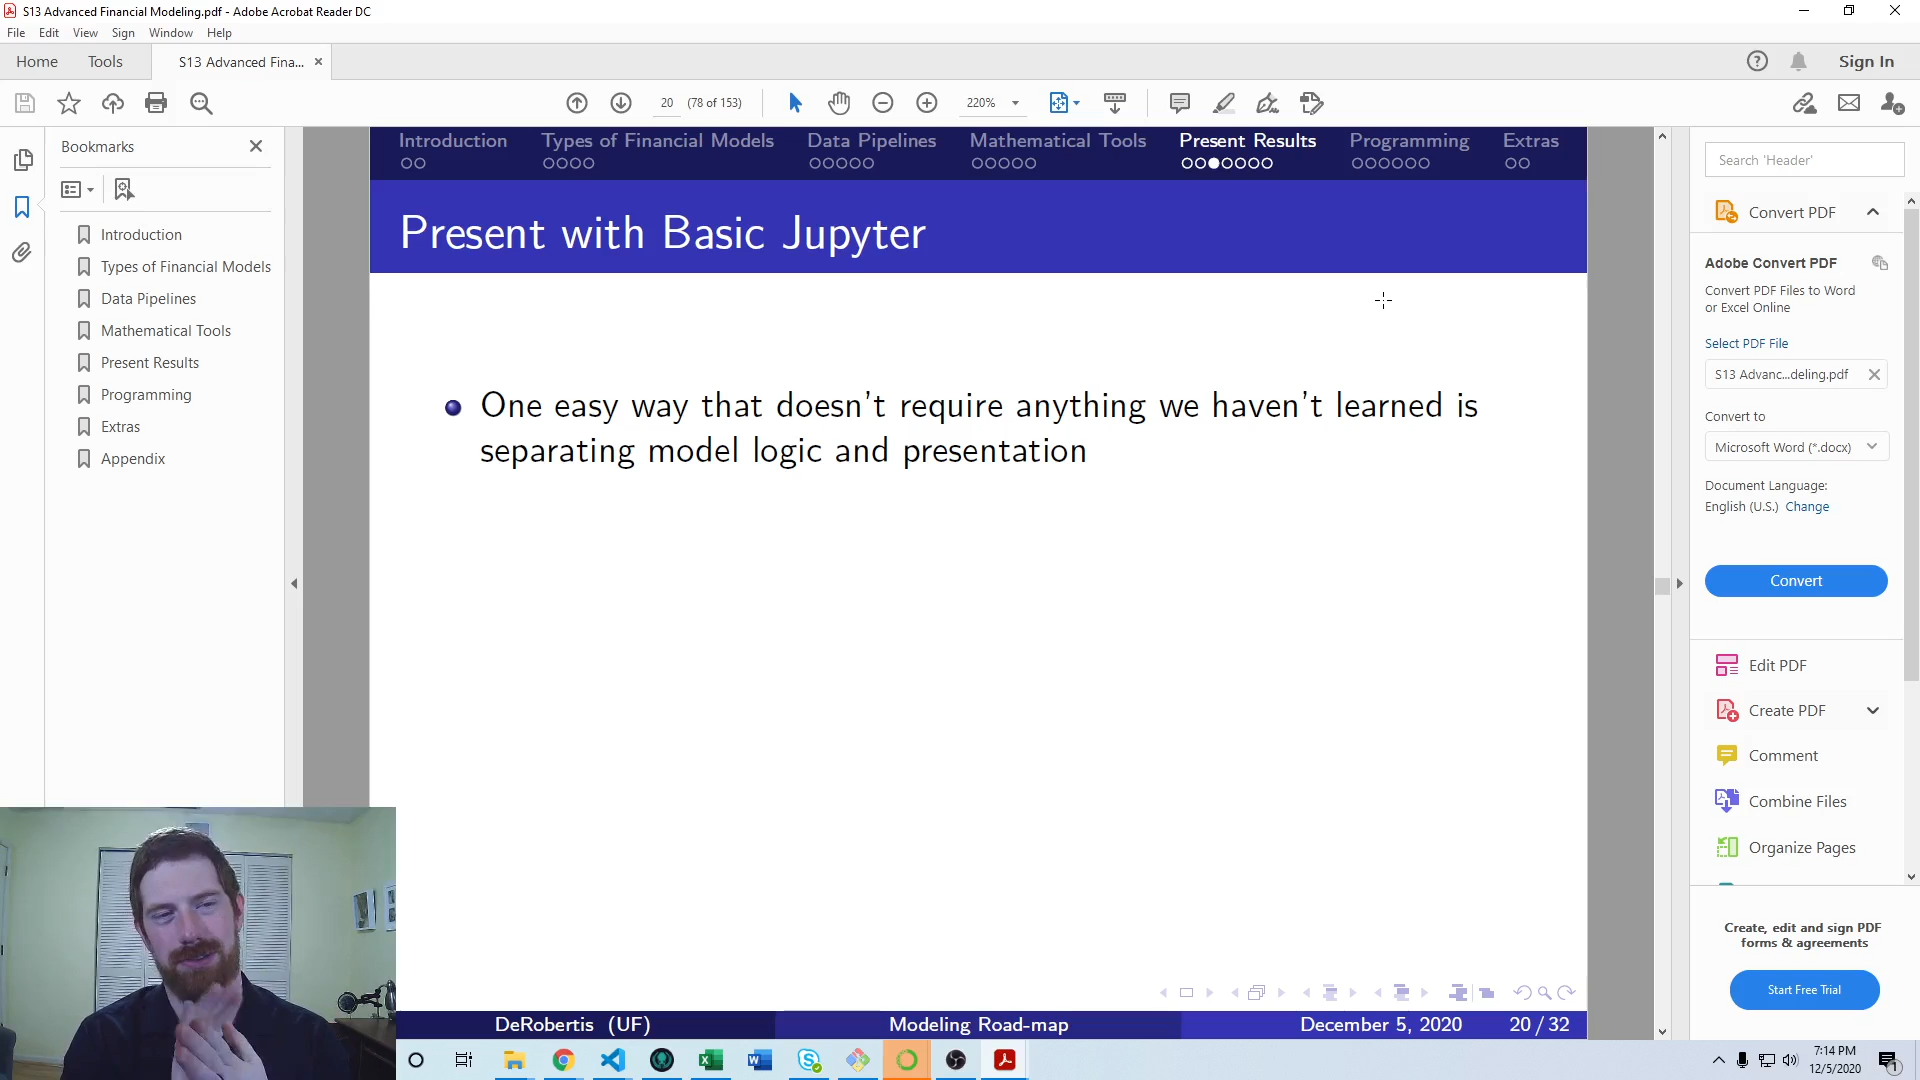 S13 Advanced Financial Modeling.pdf - Adobe Acrobat Reader DC
File Edit View Sign Window Help
Home Tools S13 Advanced Fina... Sign In
20 (78 of 153) 220%
Bookmarks
Introduction
Types of Financial Models
Data Pipelines
Mathematical Tools
Present Results
Programming
Extras
Appendix
Introduction Types of Financial Models Data Pipelines Mathematical Tools Present Results Programming Extras
Present with Basic Jupyter
One easy way that doesn't require anything we haven't learned is
separating model logic and presentation
DeRobertis (UF) Modeling Road-map December 5, 2020 20 / 32
Search 'Header'
Convert PDF
Adobe Convert PDF
Convert PDF Files to Word
or Excel Online
Select PDF File
S13 Advanc...deling.pdf
Convert to
Microsoft Word (*.docx)
Document Language:
English (U.S.) Change
Convert
Edit PDF
Create PDF
Comment
Combine Files
Organize Pages
Create, edit and sign PDF
forms & agreements
Start Free Trial
7:14 PM
12/5/2020
1